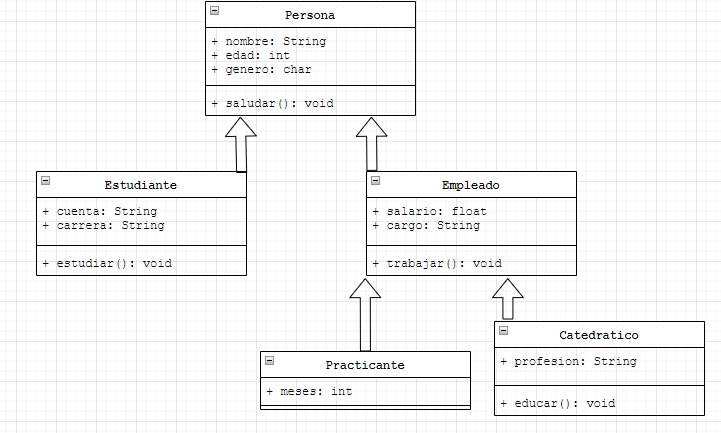 Persona
+ nombre: String
+ edad: int
+ genero: char
+ saludar(): void
Estudiante
+ cuenta: String
+ carrera: String
+ estudiar(): void
Empleado
+ salario: float
+ cargo: String
+ trabajar(): void
Practicante
+ meses: int
Catedratico
+ profesion: String
+ educar(): void